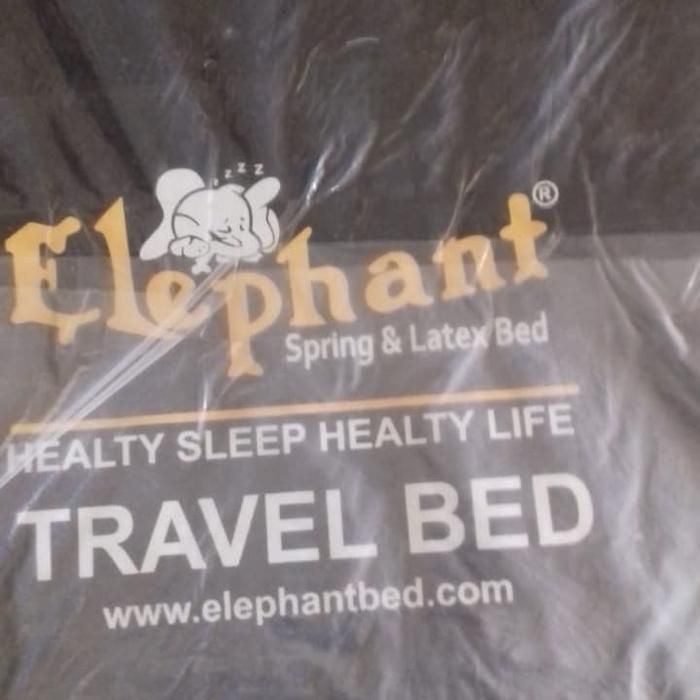 z z z
Elephant®
Spring & Latex Bed
HEALTY SLEEP HEALTY LIFE
TRAVEL BED
www.elephantbed.com